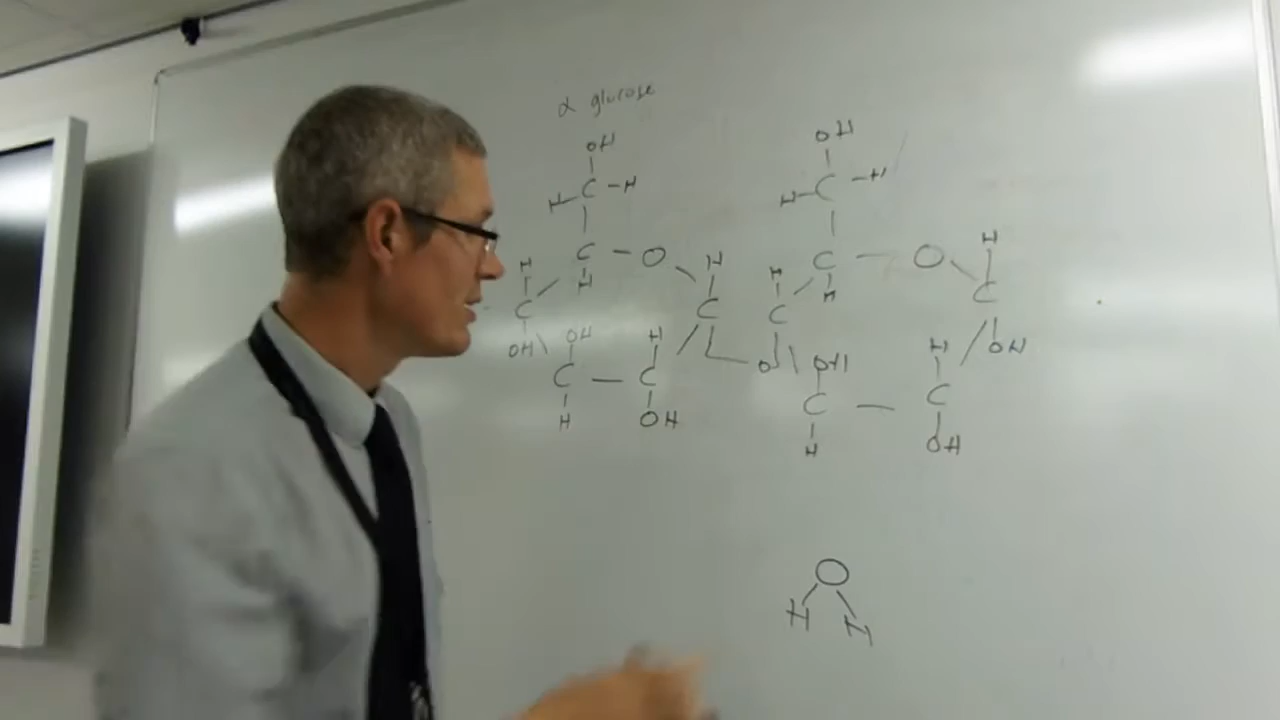 α glucose
OH OH
H C H H C H
C O C O H
H H H H H C
C C C
OH OH H O OH H OH
C C C C
H OH H OH
O
H H